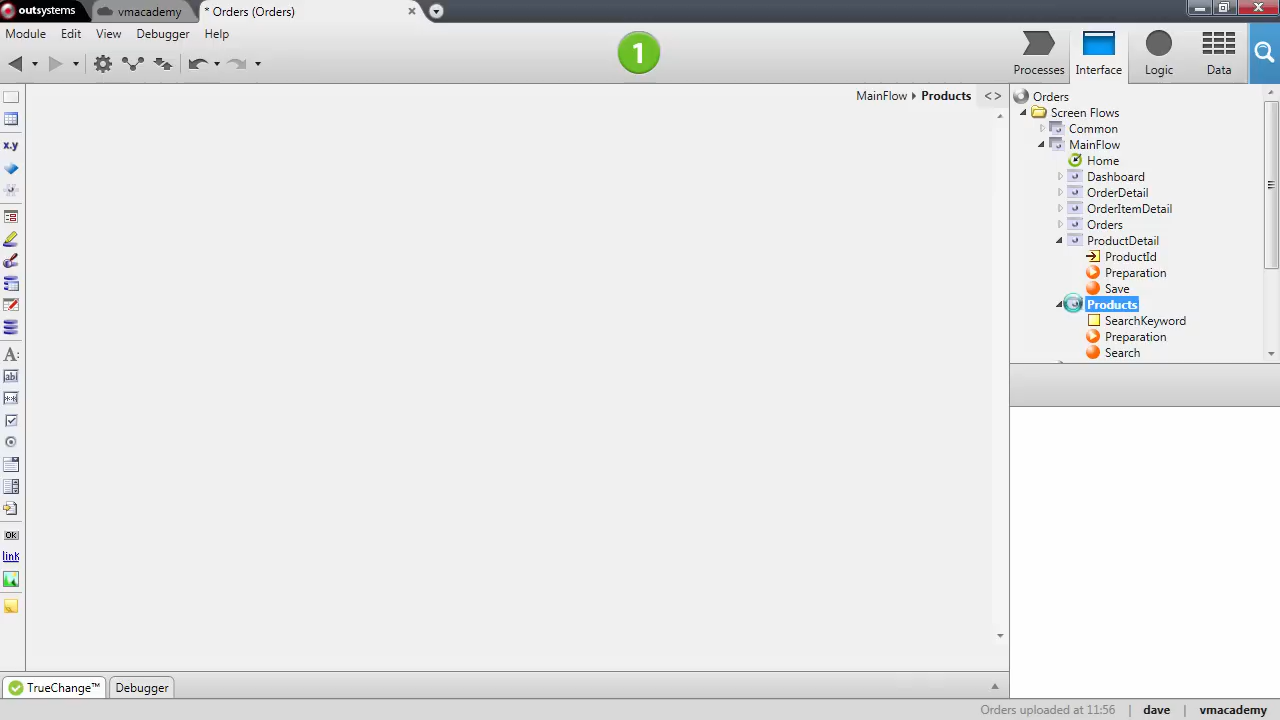 outsystems
vmacademy
* Orders (Orders)
Module Edit View Debugger Help
1
Processes Interface Logic Data
MainFlow Products <>
Orders
Screen Flows
Common
MainFlow
Home
Dashboard
OrderDetail
OrderItemDetail
Orders
ProductDetail
ProductId
Preparation
Save
Products
SearchKeyword
Preparation
Search
x.y
A:
ab|
OK
link
TrueChange™ Debugger
Orders uploaded at 11:56 | dave | vmacademy